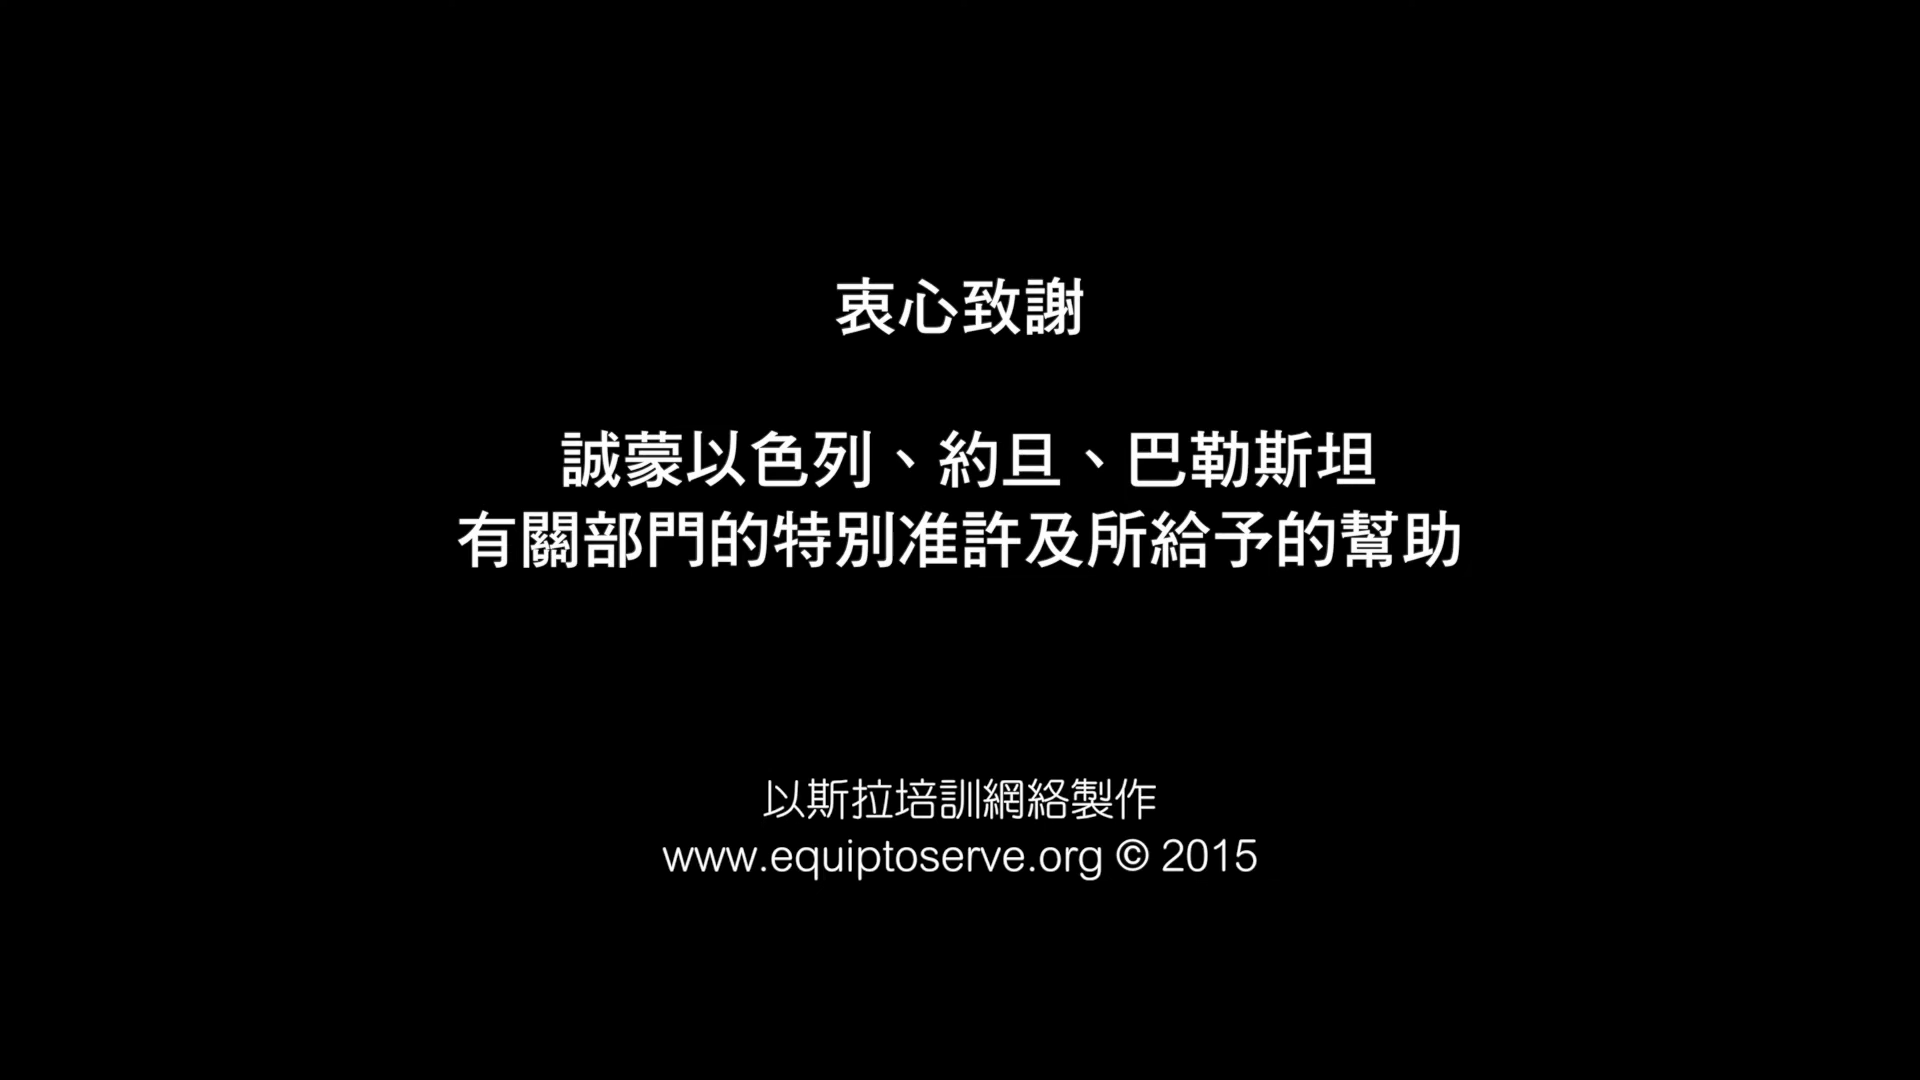 衷心致謝
誠蒙以色列、約旦、巴勒斯坦
有關部門的特別准許及所給予的幫助
以斯拉培訓網絡製作
www.equiptoserve.org © 2015